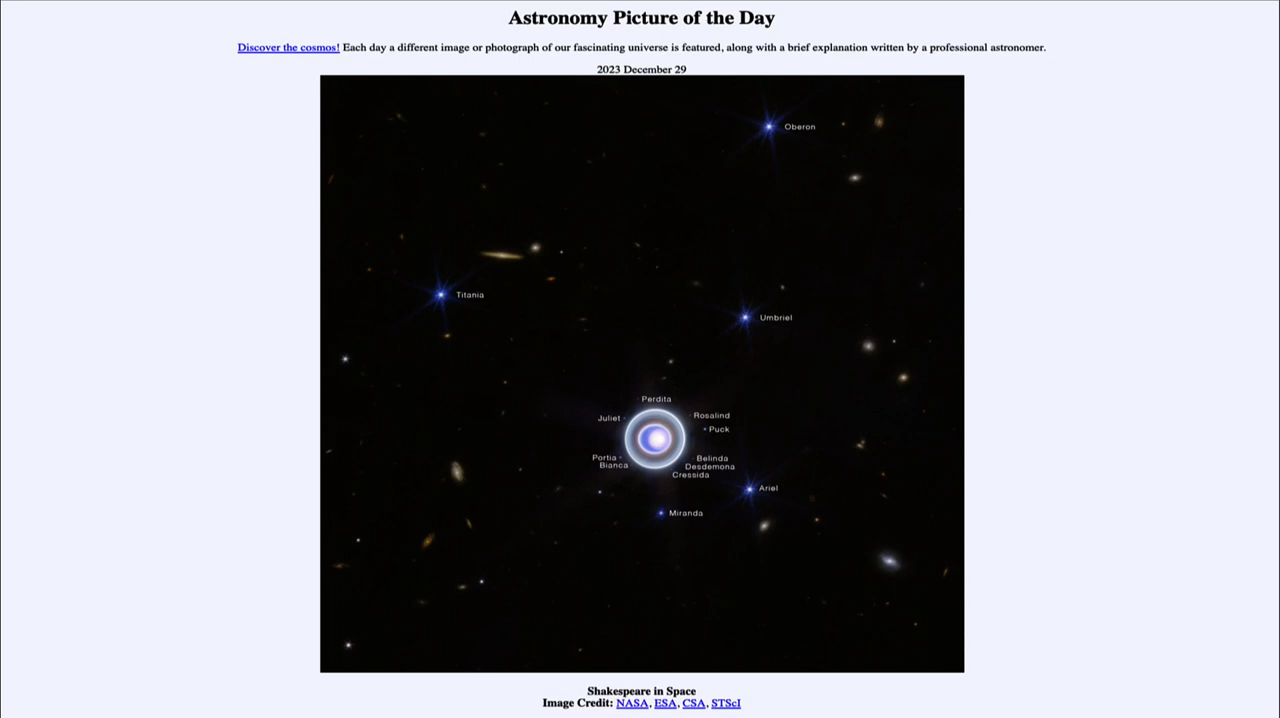 Astronomy Picture of the Day
Discover the cosmos! Each day a different image or photograph of our fascinating universe is featured, along with a brief explanation written by a professional astronomer.
2023 December 29
Oberon
Titania
Umbriel
Perdita
Juliet
Rosalind
Puck
Portia
Belinda
Bianca
Desdemona
Cressida
Ariel
Miranda
Shakespeare in Space
Image Credit: NASA, ESA, CSA, STScI